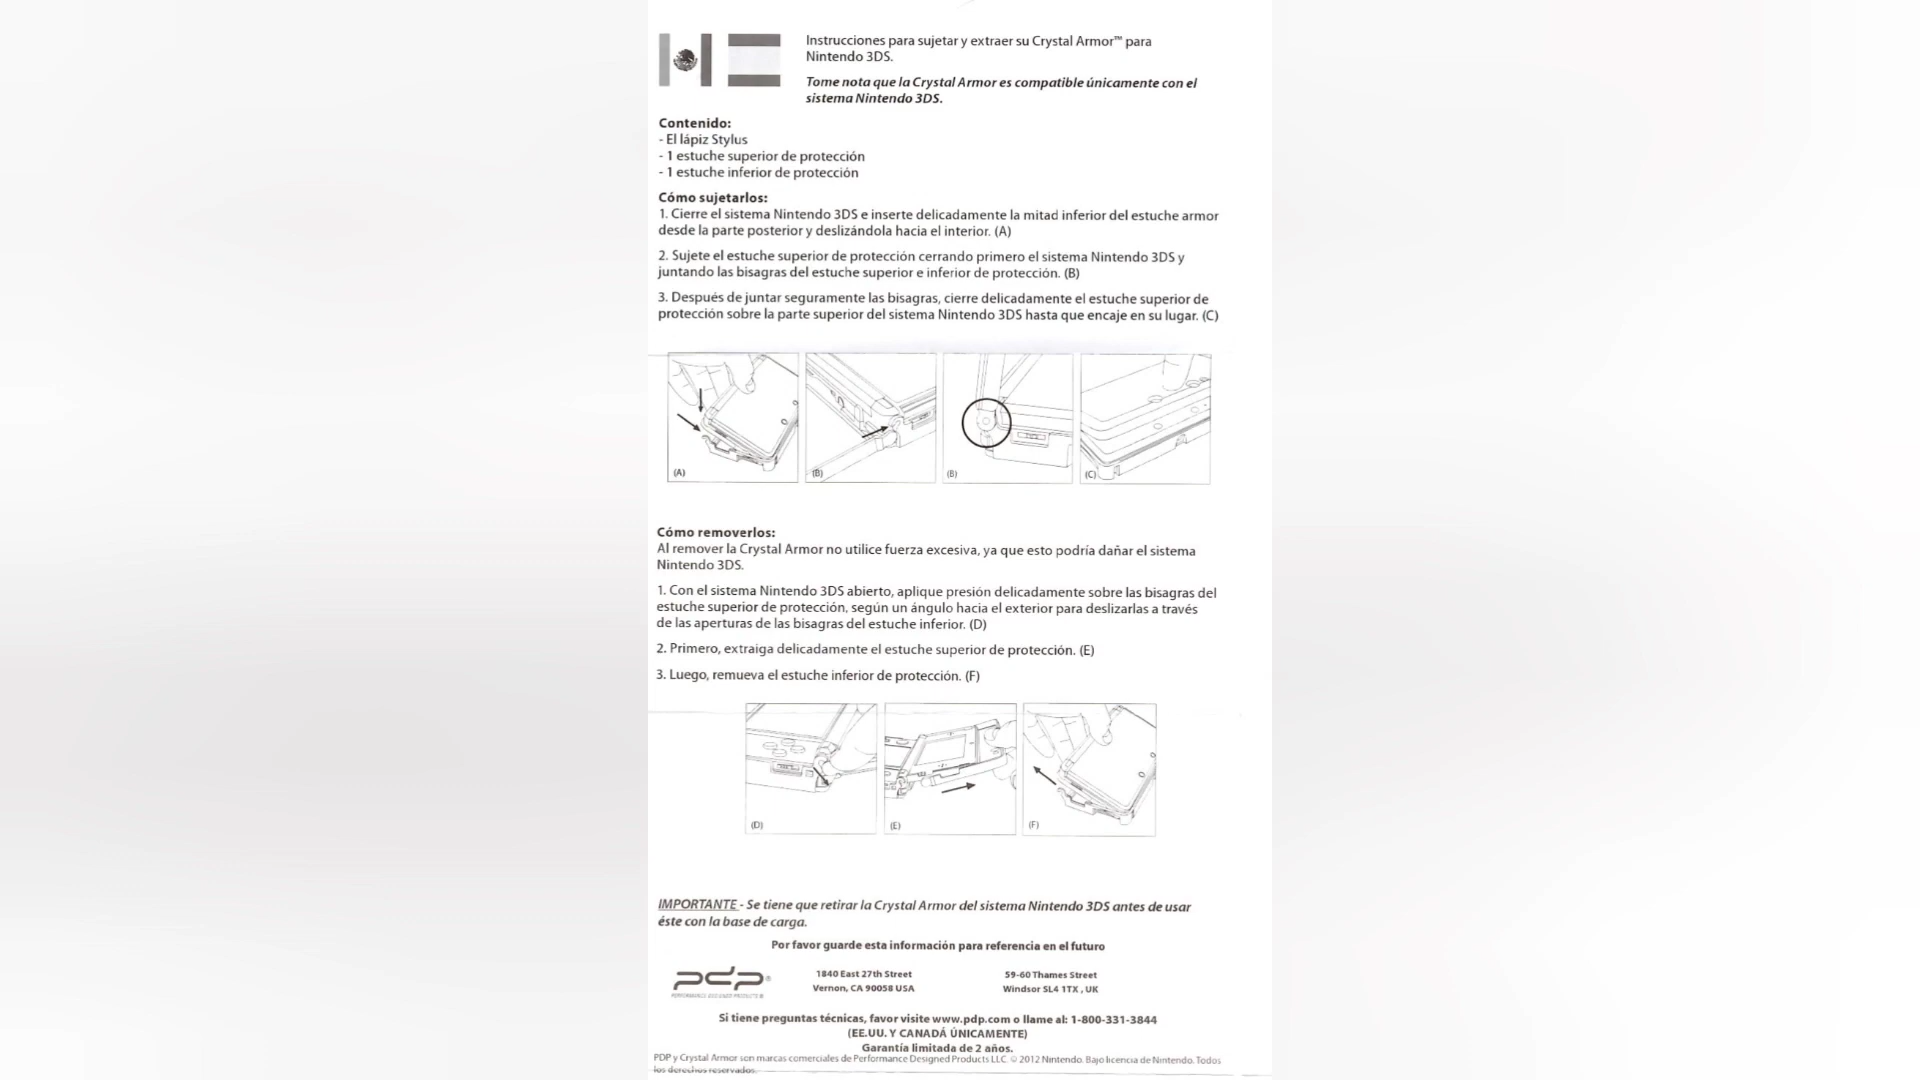 Instrucciones para sujetar y extraer su Crystal Armor™ para
Nintendo 3DS.
Tome nota que la Crystal Armor es compatible únicamente con el
sistema Nintendo 3DS.
Contenido:
- El lápiz Stylus
- 1 estuche superior de protección
- 1 estuche inferior de protección
Cómo sujetarlos:
1. Cierre el sistema Nintendo 3DS e inserte delicadamente la mitad inferior del estuche armor
desde la parte posterior y deslizándola hacia el interior. (A)
2. Sujete el estuche superior de protección cerrando primero el sistema Nintendo 3DS y
juntando las bisagras del estuche superior e inferior de protección. (B)
3. Después de juntar seguramente las bisagras, cierre delicadamente el estuche superior de
protección sobre la parte superior del sistema Nintendo 3DS hasta que encaje en su lugar. (C)
(A) (B) (B) (C)
Cómo removerlos:
Al remover la Crystal Armor no utilice fuerza excesiva, ya que esto podría dañar el sistema
Nintendo 3DS.
1. Con el sistema Nintendo 3DS abierto, aplique presión delicadamente sobre las bisagras del
estuche superior de protección, según un ángulo hacia el exterior para deslizarlas a través
de las aperturas de las bisagras del estuche inferior. (D)
2. Primero, extraiga delicadamente el estuche superior de protección. (E)
3. Luego, remueva el estuche inferior de protección. (F)
(D) (E) (F)
IMPORTANTE - Se tiene que retirar la Crystal Armor del sistema Nintendo 3DS antes de usar
éste con la base de carga.
Por favor guarde esta información para referencia en el futuro
pdp®
PERFORMANCE DESIGNED PRODUCTS
1840 East 27th Street
Vernon, CA 90058 USA
59-60 Thames Street
Windsor SL4 1TX , UK
Si tiene preguntas técnicas, favor visite www.pdp.com o llame al: 1-800-331-3844
(EE.UU. Y CANADÁ ÚNICAMENTE)
Garantía limitada de 2 años.
PDP y Crystal Armor son marcas comerciales de Performance Designed Products LLC. © 2012 Nintendo. Bajo licencia de Nintendo. Todos
los derechos reservados.